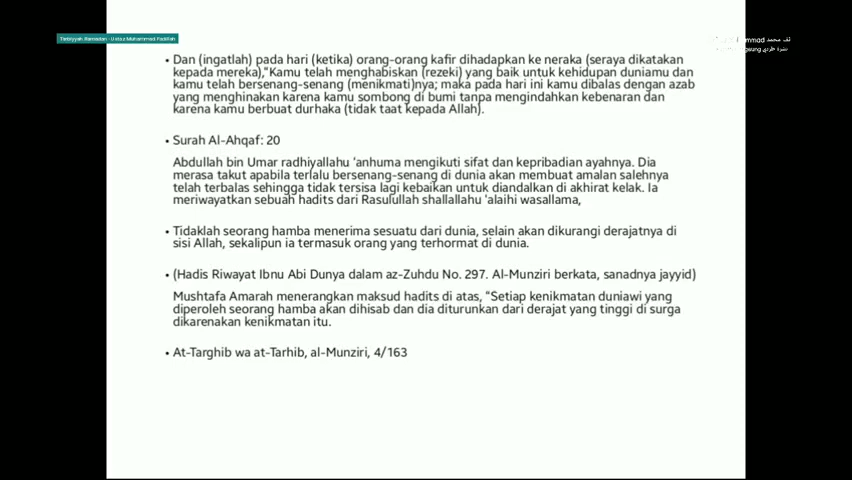 Tarbiyyah Ramadan - Ustaz Muhammad Fadlillah
• Dan (ingatlah) pada hari (ketika) orang-orang kafir dihadapkan ke neraka (seraya dikatakan
kepada mereka),"Kamu telah menghabiskan (rezeki) yang baik untuk kehidupan duniamu dan
kamu telah bersenang-senang (menikmati)nya; maka pada hari ini kamu dibalas dengan azab
yang menghinakan karena kamu sombong di bumi tanpa mengindahkan kebenaran dan
karena kamu berbuat durhaka (tidak taat kepada Allah).
• Surah Al-Ahqaf: 20
Abdullah bin Umar radhiyallahu 'anhuma mengikuti sifat dan kepribadian ayahnya. Dia
merasa takut apabila terlalu bersenang-senang di dunia akan membuat amalan salehnya
telah terbalas sehingga tidak tersisa lagi kebaikan untuk diandalkan di akhirat kelak. Ia
meriwayatkan sebuah hadits dari Rasulullah shallallahu 'alaihi wasallama,
• Tidaklah seorang hamba menerima sesuatu dari dunia, selain akan dikurangi derajatnya di
sisi Allah, sekalipun ia termasuk orang yang terhormat di dunia.
• (Hadis Riwayat Ibnu Abi Dunya dalam az-Zuhdu No. 297. Al-Munziri berkata, sanadnya jayyid)
Mushtafa Amarah menerangkan maksud hadits di atas, "Setiap kenikmatan duniawi yang
diperoleh seorang hamba akan dihisab dan dia diturunkan dari derajat yang tinggi di surga
dikarenakan kenikmatan itu.
• At-Targhib wa at-Tarhib, al-Munziri, 4/163